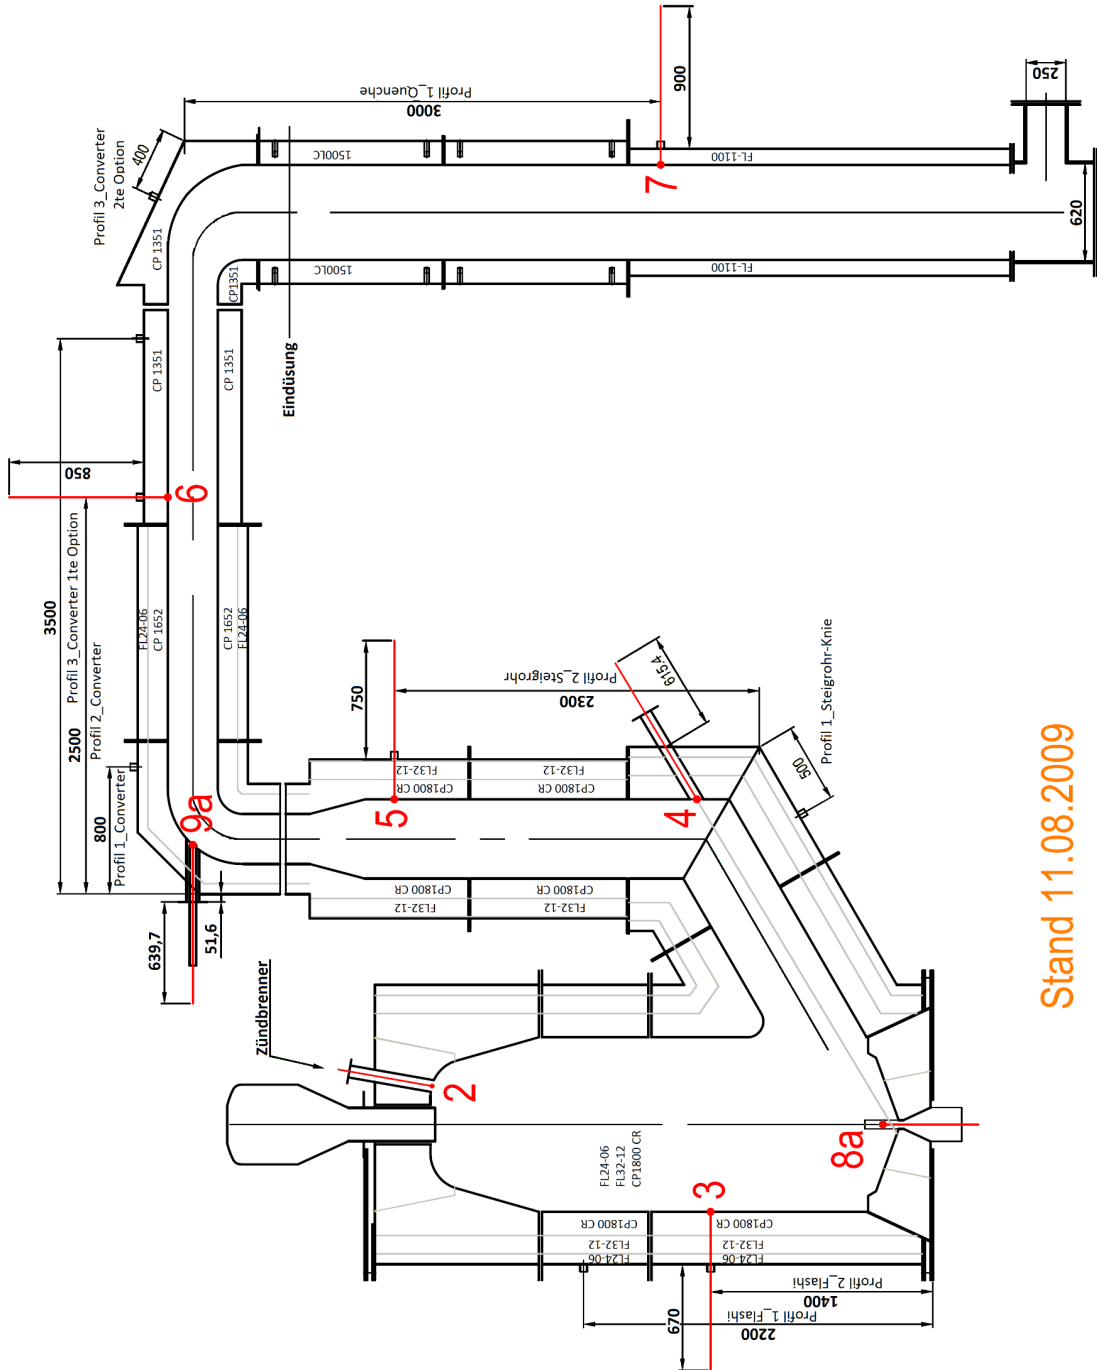 900
250
3000
Profil 1_Quenche
400
Profil 3_Converter
2te Option
1500LC
FL-1100
7
CP 1351
620
CP1351
1500LC
FL-1100
CP 1351
CP 1351
Eindüsung
850
6
3500
2500
Profil 3_Converter 1te Option
Profil 2_Converter
FL24-06
CP 1652
CP 1652
FL24-06
750
2300
Profil 2_Steigrohr
615.4
Profil 1_Steigrohr-Knie
500
800
Profil 1_Converter
9a
FL32-12
FL32-12
CP1800 CR
CP1800 CR
5
4
CP1800 CR
CP1800 CR
FL32-12
FL32-12
639,7
51,6
Zündbrenner
2
FL24-06
FL32-12
CP1800 CR
8a
3
CP1800 CR
CP1800 CR
FL32-12
FL32-12
FL24-06
FL24-06
670
Profil 2_Flashi
1400
Profil 1_Flashi
2200
Stand 11.08.2009